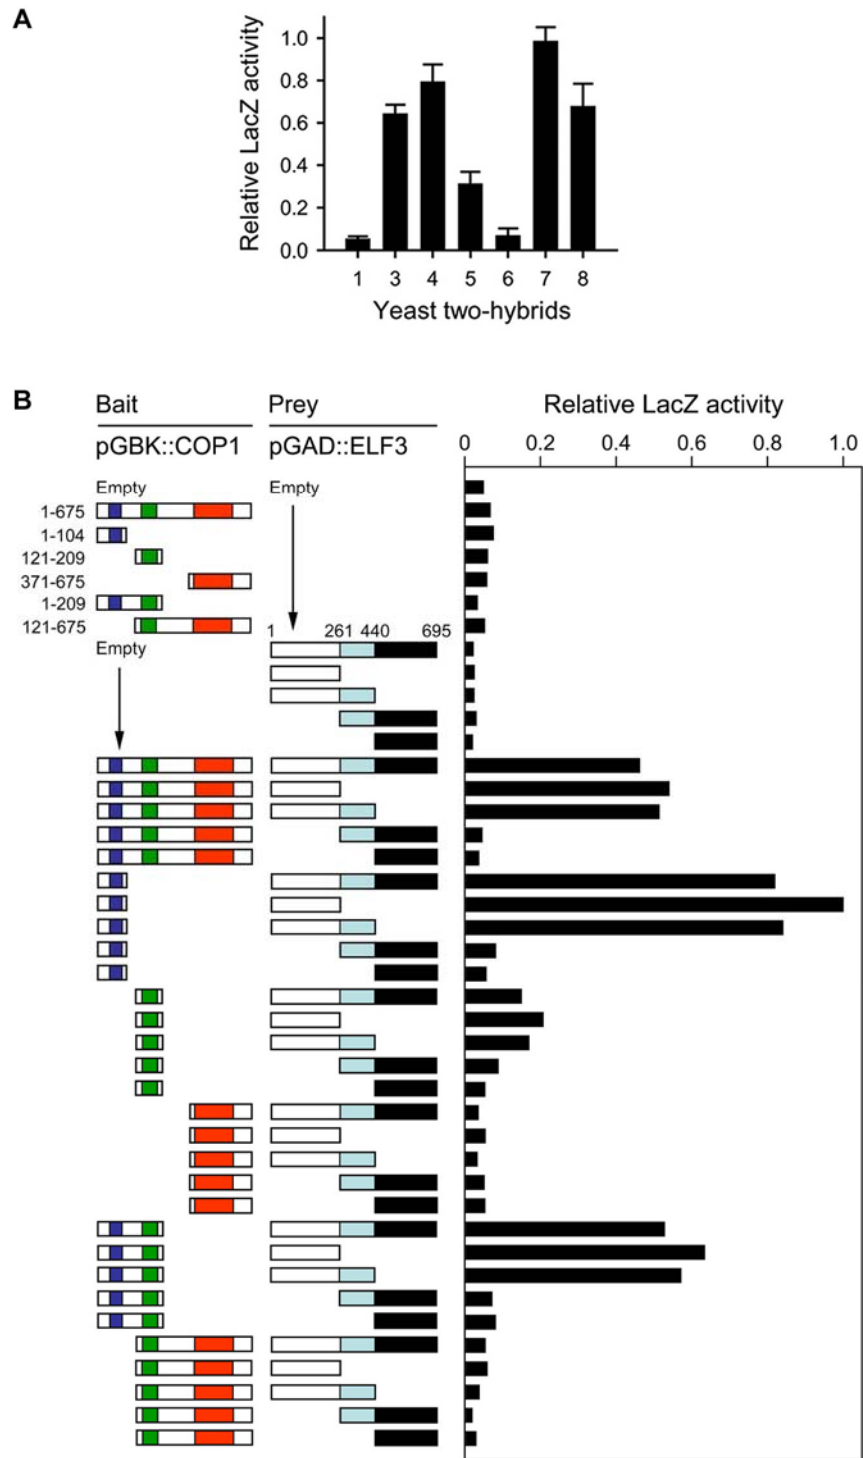 A
Relative LacZ activity
1.0
0.8
0.6
0.4
0.2
0.0
1 3 4 5 6 7 8
Yeast two-hybrids
B
Bait Prey Relative LacZ activity
pGBK::COP1 pGAD::ELF3 0 0.2 0.4 0.6 0.8 1.0
Empty Empty
1-675
1-104
121-209
371-675
1-209
121-675
1 261 440 695
Empty